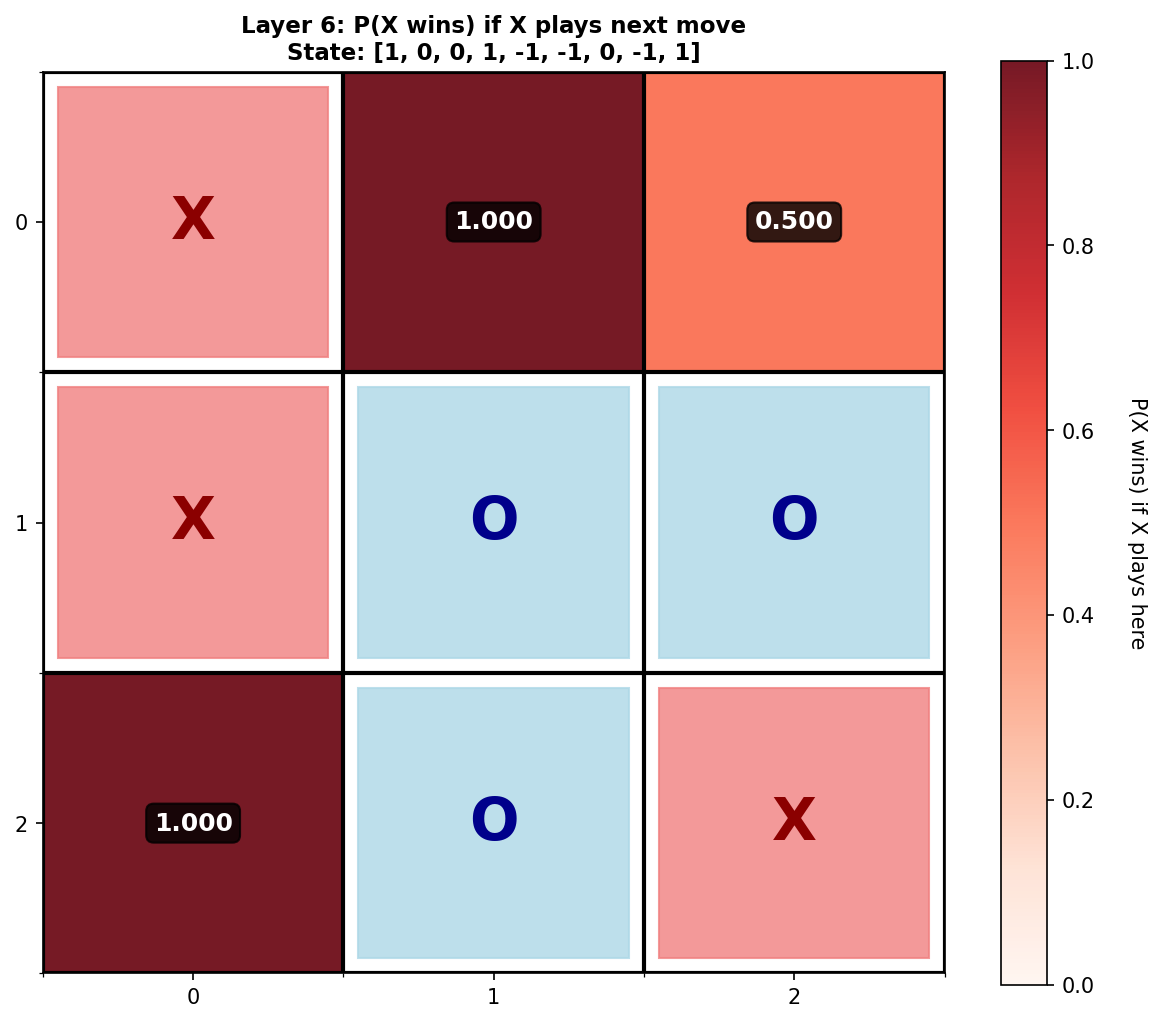 Layer 6: P(X wins) if X plays next move
State: [1, 0, 0, 1, -1, -1, 0, -1, 1]
0
X
1.000
0.500
1
X
O
O
2
1.000
O
X
0
1
2
1.0
0.8
0.6
0.4
0.2
0.0
P(X wins) if X plays here